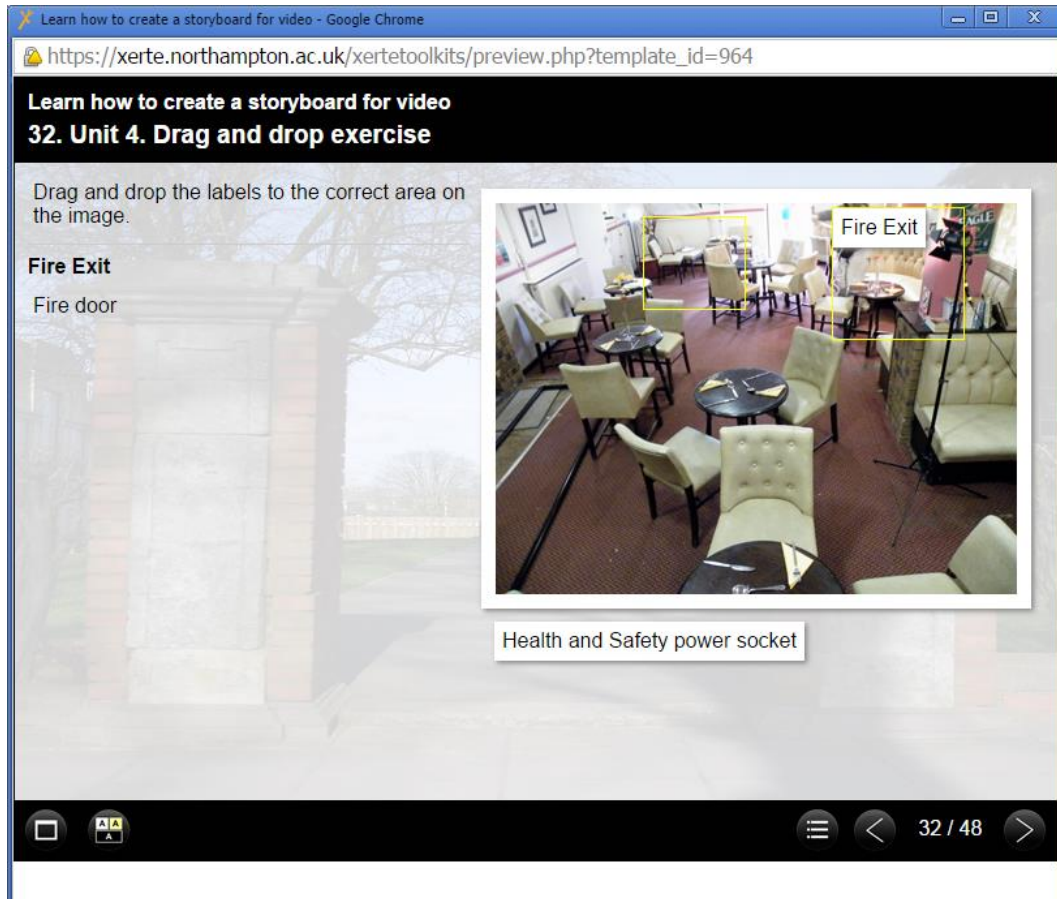 Learn how to create a storyboard for video - Google Chrome
https://xerte.northampton.ac.uk/xertetoolkits/preview.php?template_id=964
Learn how to create a storyboard for video
32. Unit 4. Drag and drop exercise
Drag and drop the labels to the correct area on
the image.
Fire Exit
Fire door
Fire Exit
EAGLE
Health and Safety power socket
A A
A
32 / 48